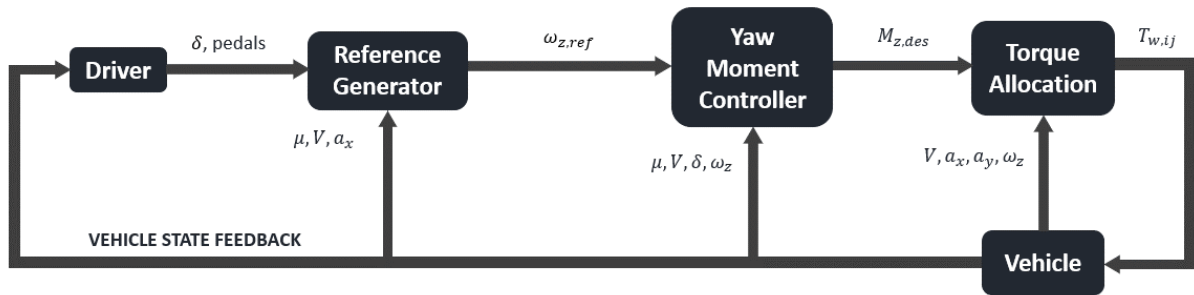 Driver
δ, pedals
Reference
Generator
ω_{z,ref}
Yaw
Moment
Controller
M_{z,des}
Torque
Allocation
T_{w,ij}
μ, V, a_x
μ, V, δ, ω_z
V, a_x, a_y, ω_z
VEHICLE STATE FEEDBACK
Vehicle